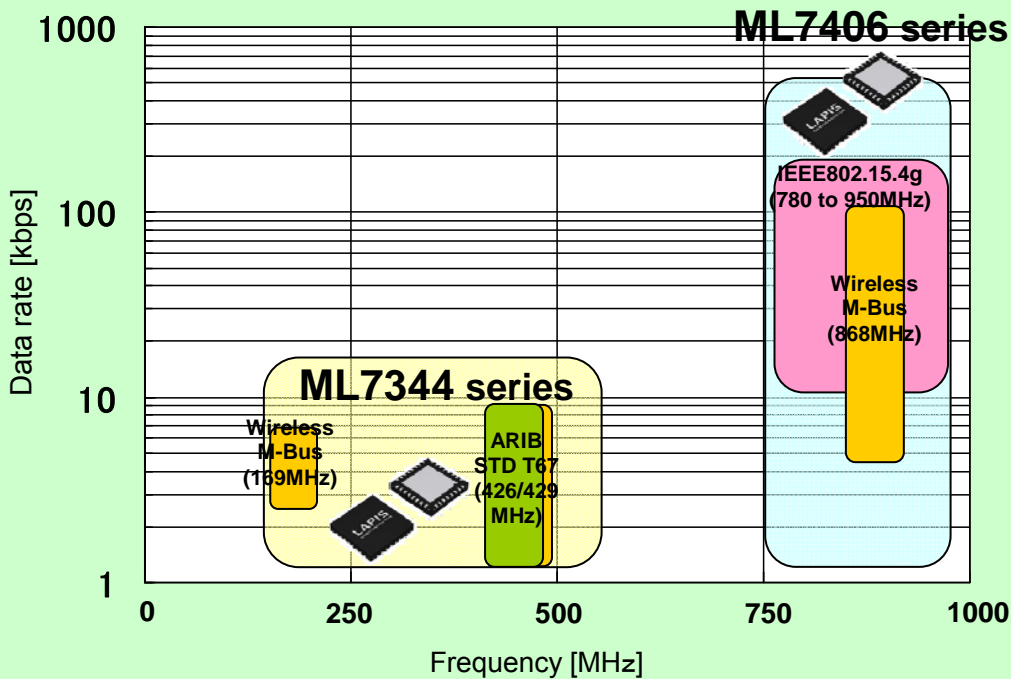 ML7406 series
1000
100
10
1
Data rate [kbps]
LAPIS
IEEE802.15.4g
(780 to 950MHz)
Wireless
M-Bus
(868MHz)
ML7344 series
Wireless
M-Bus
(169MHz)
ARIB
STD T67
(426/429
MHz)
LAPIS
0
250
500
750
1000
Frequency [MHz]